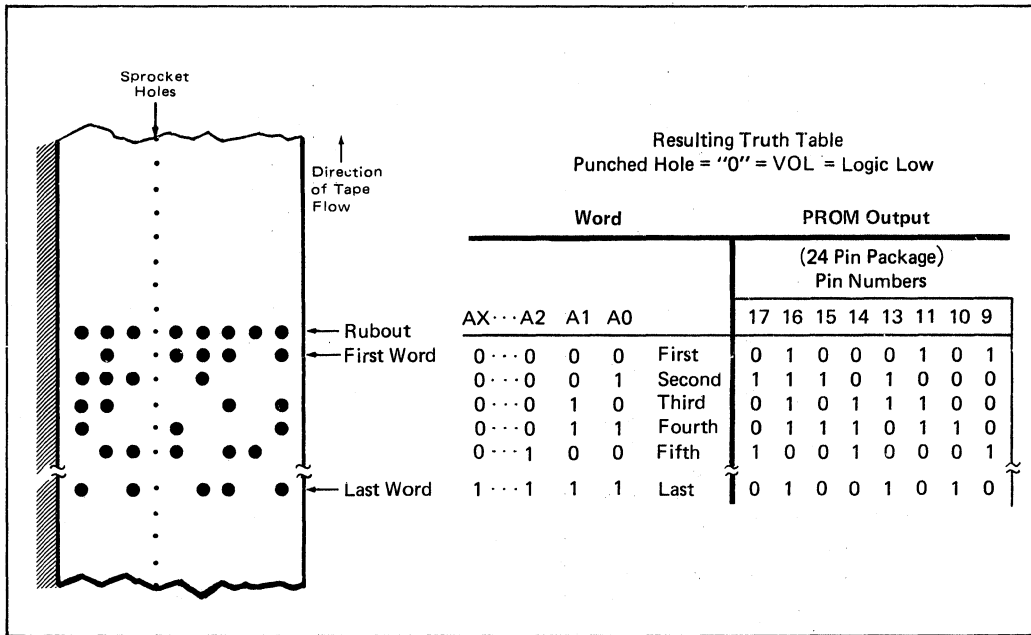 Sprocket
Holes
Direction
of Tape
Flow
Rubout
First Word
Last Word
Resulting Truth Table
Punched Hole = "0" = VOL = Logic Low
Word PROM Output
(24 Pin Package)
Pin Numbers
AX···A2 A1 A0 17 16 15 14 13 11 10 9
0···0 0 0 First 0 1 0 0 0 1 0 1
0···0 0 1 Second 1 1 1 0 1 0 0 0
0···0 1 0 Third 0 1 0 1 1 1 0 0
0···0 1 1 Fourth 0 1 1 1 0 1 1 0
0···1 0 0 Fifth 1 0 0 1 0 0 0 1
1···1 1 1 Last 0 1 0 0 1 0 1 0